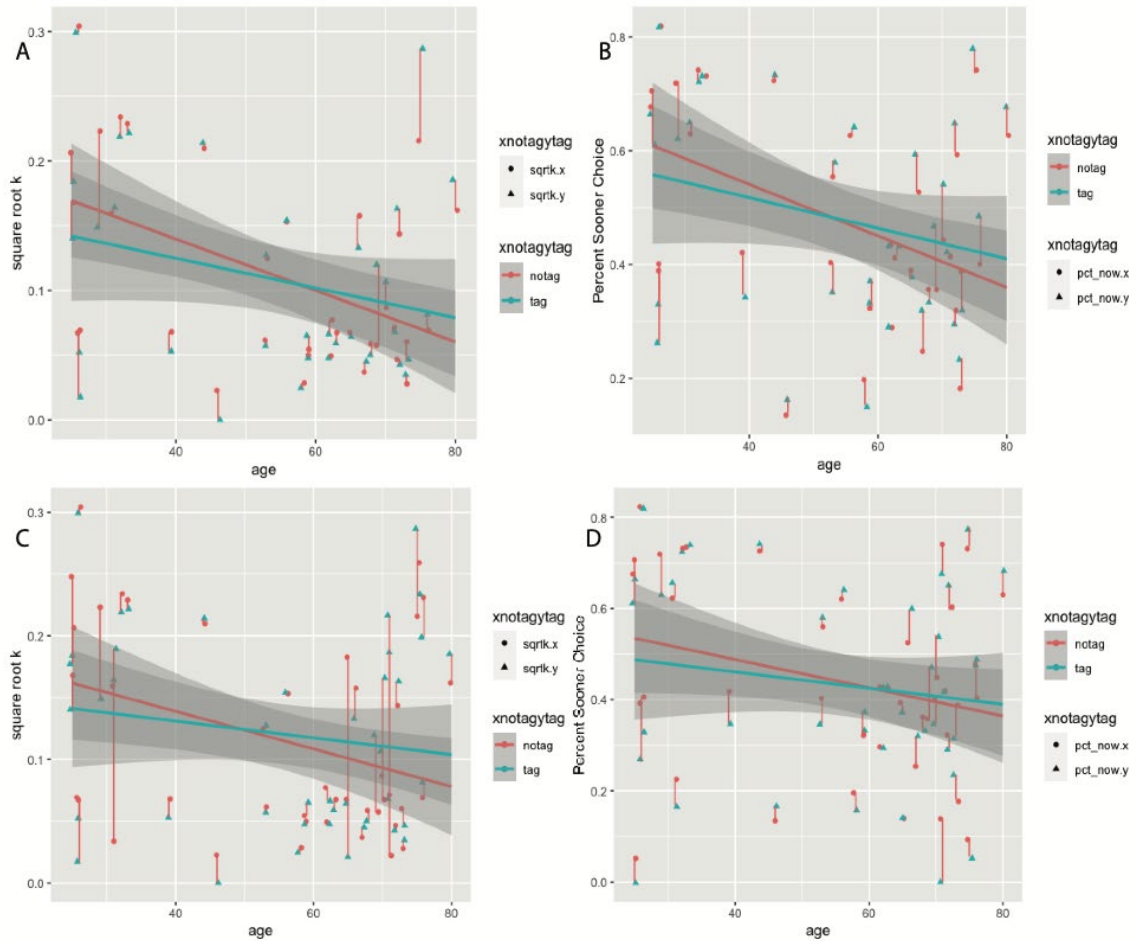 A
0.3
0.2
0.1
0.0
square root k
40
60
80
age
xnotagytag
sqrtk.x
sqrtk.y
xnotagytag
notag
tag
B
0.8
0.6
0.4
0.2
Percent Sooner Choice
40
60
80
age
xnotagytag
notag
tag
xnotagytag
pct_now.x
pct_now.y
C
0.3
0.2
0.1
0.0
square root k
40
60
80
age
xnotagytag
sqrtk.x
sqrtk.y
xnotagytag
notag
tag
D
0.8
0.6
0.4
0.2
0.0
Percent Sooner Choice
40
60
80
age
xnotagytag
notag
tag
xnotagytag
pct_now.x
pct_now.y